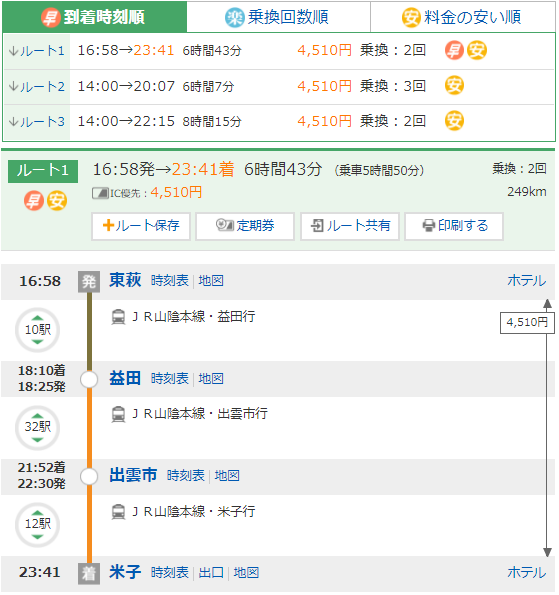 早 到着時刻順
楽 乗換回数順
安 料金の安い順
↓ルート1 16:58→23:41 6時間43分 4,510円 乗換：2回 早 安
↓ルート2 14:00→20:07 6時間7分 4,510円 乗換：3回 安
↓ルート3 14:00→22:15 8時間15分 4,510円 乗換：2回 安
ルート1 16:58発→23:41着 6時間43分 （乗車5時間50分） 乗換：2回
早 安 IC優先：4,510円 249km
ルート保存 定期券 ルート共有 印刷する
16:58 発 東萩 時刻表 | 地図 ホテル
10駅 ＪＲ山陰本線・益田行 4,510円
18:10着
18:25発
益田 時刻表 | 地図
32駅 ＪＲ山陰本線・出雲市行
21:52着
22:30発
出雲市 時刻表 | 地図
12駅 ＪＲ山陰本線・米子行
23:41 着 米子 時刻表 | 出口 | 地図 ホテル